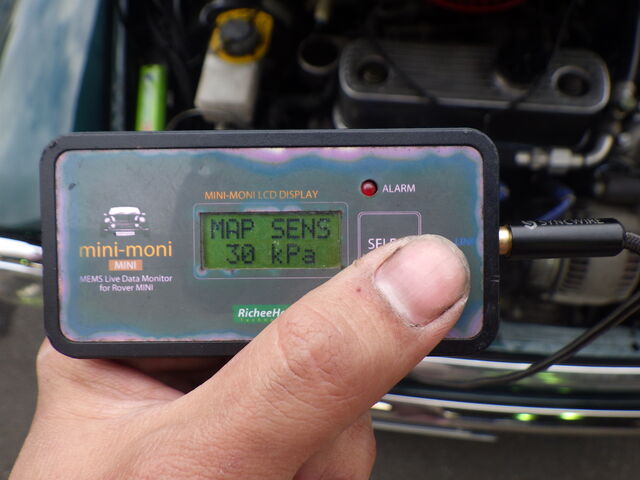 MINI-MONI LCD DISPLAY
ALARM
MAP SENS
30 kPa
mini-moni
MINI
MEMS Live Data Monitor
for Rover MINI
SYNCWIRE